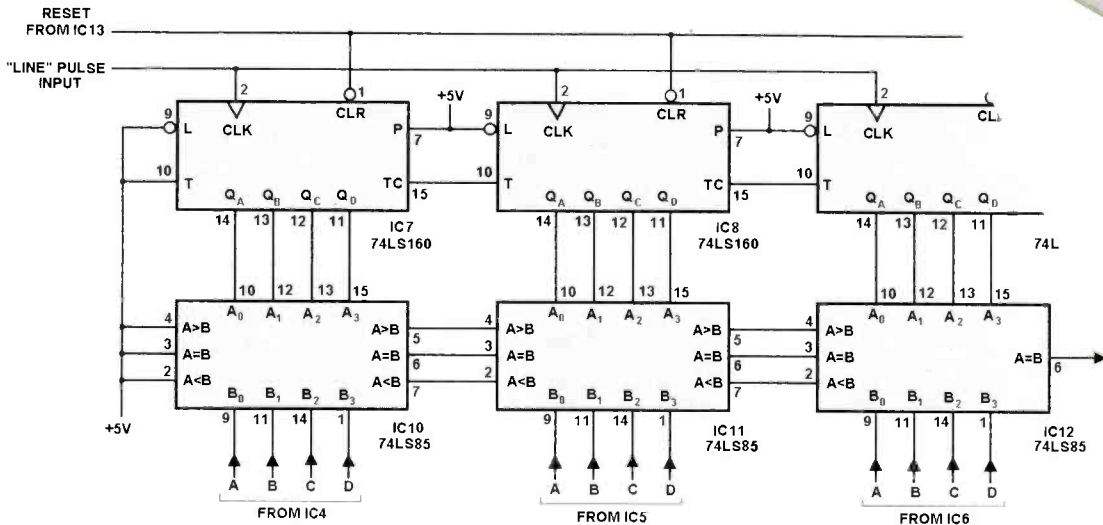 RESET
FROM IC13
"LINE" PULSE
INPUT
2 1 +5V 2 1 +5V 2
9 L CLK CLR P 7 9 L CLK CLR P 7 9 L CLK
10 T TC 15 10 T TC 15 10 T
QA QB QC QD QA QB QC QD QA QB QC QD
14 13 12 11 14 13 12 11 14 13 12 11
IC7 IC8
74LS160 74LS160 74L
10 12 13 15 10 12 13 15 10 12 13 15
A0 A1 A2 A3 A0 A1 A2 A3 A0 A1 A2 A3
4 A>B A>B 5 4 A>B A>B 5 4 A>B
3 A=B A=B 6 3 A=B A=B 6 3 A=B A=B 6
2 A<B A<B 7 2 A<B A<B 7 2 A<B
B0 B1 B2 B3 B0 B1 B2 B3 B0 B1 B2 B3
9 11 14 1 9 11 14 1 9 11 14 1
+5V IC10 IC11 IC12
74LS85 74LS85 74LS85
A B C D A B C D A B C D
FROM IC4 FROM IC5 FROM IC6